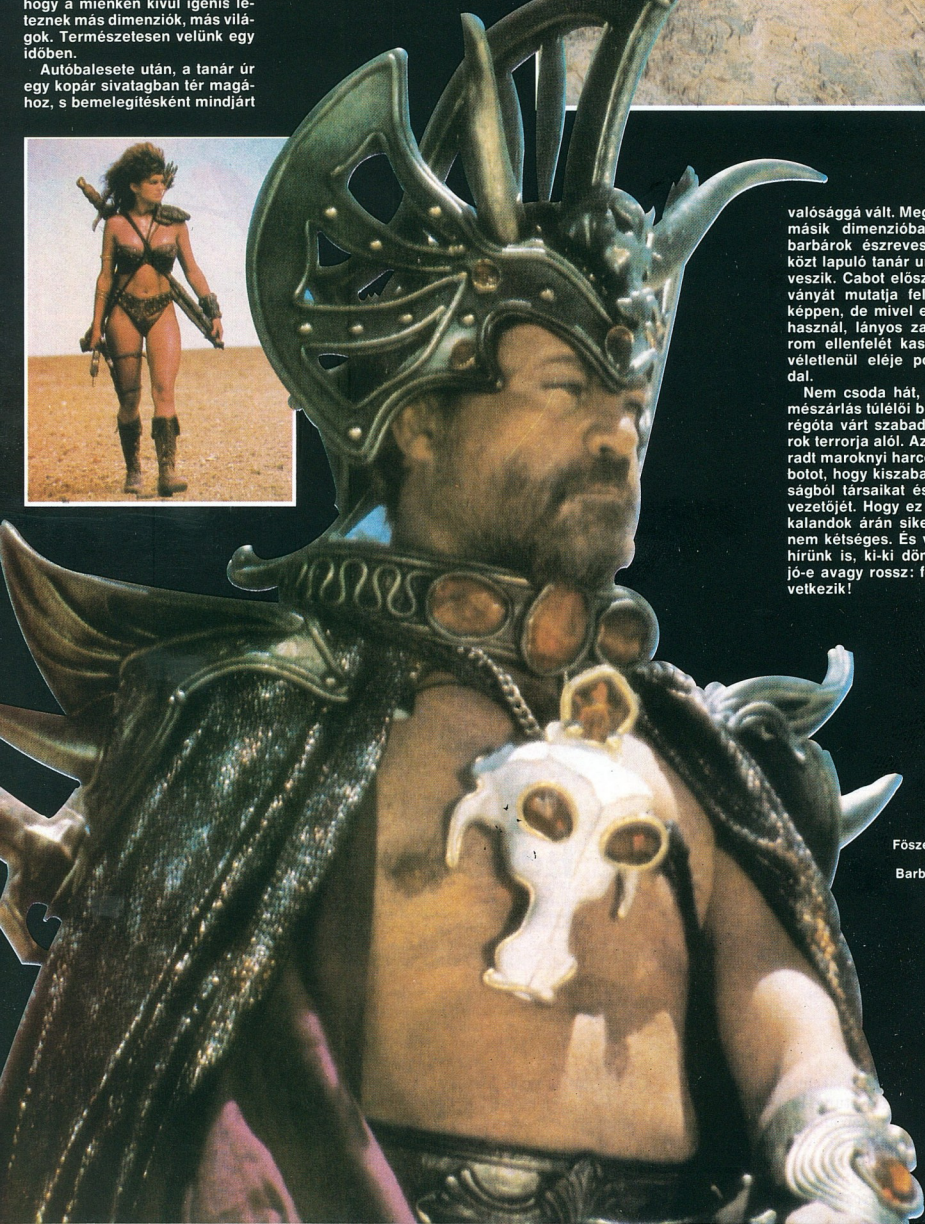 hogy a mienken kívül igenis lé-
teznek más dimenziók, más vilá-
gok. Természetesen velünk egy
időben.
Autóbalesete után, a tanár úr
egy kopár sivatagban tér magá-
hoz, s bemelegítésként mindjárt
valósággá vált. Meg
másik dimenzióba
barbárok észreves
közt lapuló tanár u
veszik. Cabot elősz
ványát mutatja fel
képpen, de mivel e
használ, lányos za
rom ellenfelét kas
véletlenül eléje po
dal.
Nem csoda hát,
mészárlás túlélői b
régóta várt szabad
rok terrorja alól. Az
radt maroknyi harco
botot, hogy kiszaba
ságból társaikat és
vezetőjét. Hogy ez
kalandok árán sike
nem kétséges. És v
hírünk is, ki-ki dön
jó-e avagy rossz: f
vetkezik!
Fősze
Barb